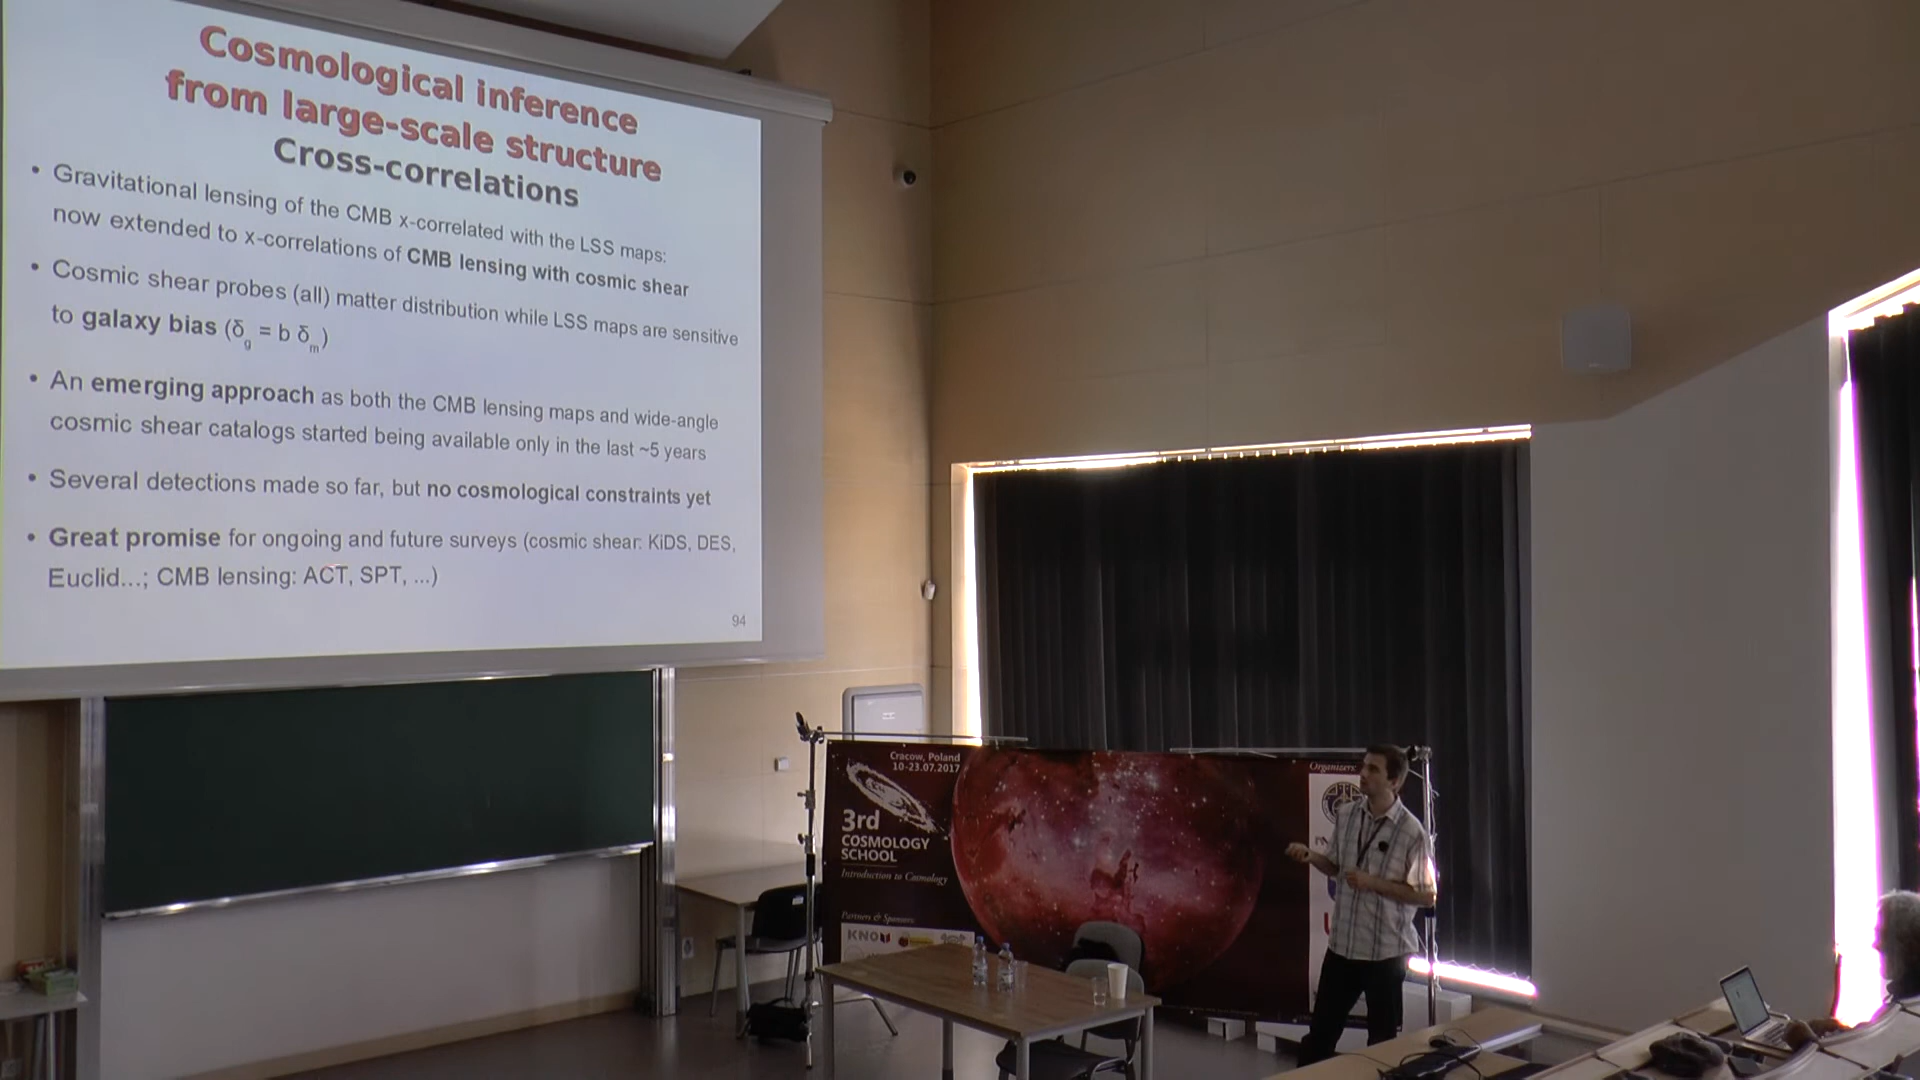 Cosmological inference
from large-scale structure
Cross-correlations
• Gravitational lensing of the CMB x-correlated with the LSS maps:
now extended to x-correlations of CMB lensing with cosmic shear
• Cosmic shear probes (all) matter distribution while LSS maps are sensitive
to galaxy bias (δg = b δm)
• An emerging approach as both the CMB lensing maps and wide-angle
cosmic shear catalogs started being available only in the last ~5 years
• Several detections made so far, but no cosmological constraints yet
• Great promise for ongoing and future surveys (cosmic shear: KiDS, DES,
Euclid...; CMB lensing: ACT, SPT, ...)
94
Cracow, Poland
10-23.07.2017
3rd
COSMOLOGY
SCHOOL
Introduction to Cosmology
Partners & Sponsors:
KNOW
Organizers: